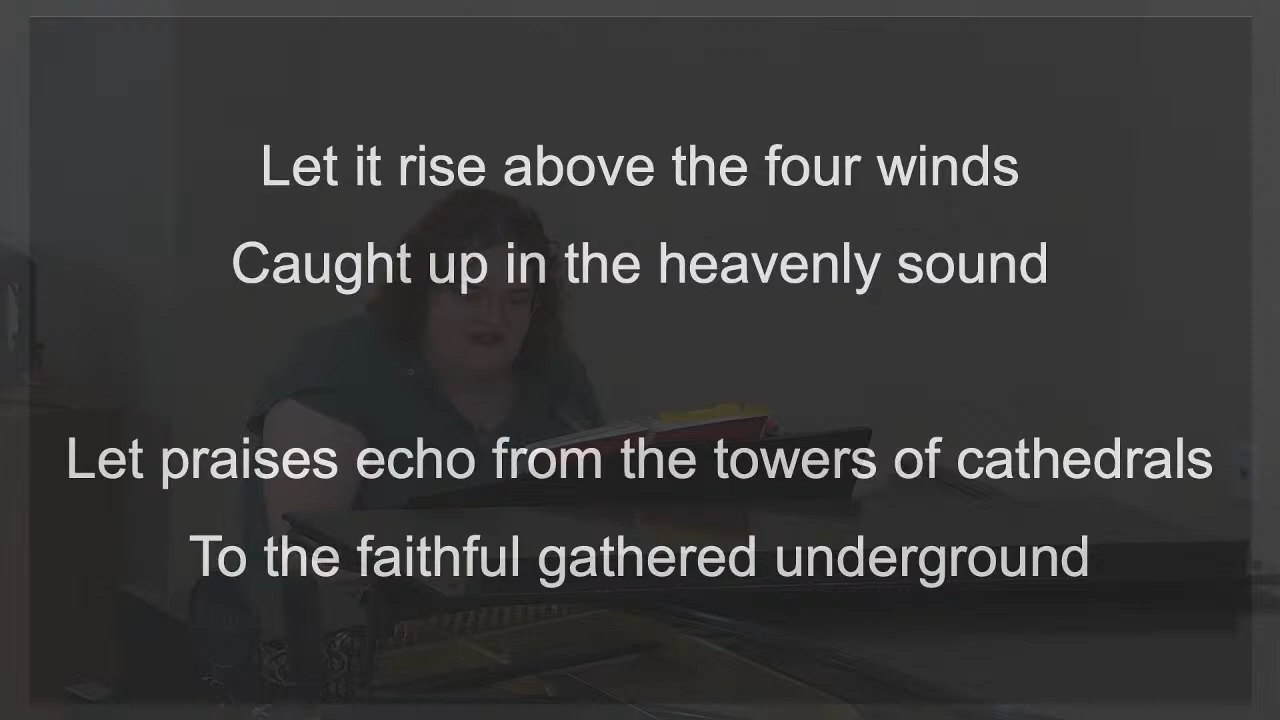 Let it rise above the four winds
Caught up in the heavenly sound
Let praises echo from the towers of cathedrals
To the faithful gathered underground